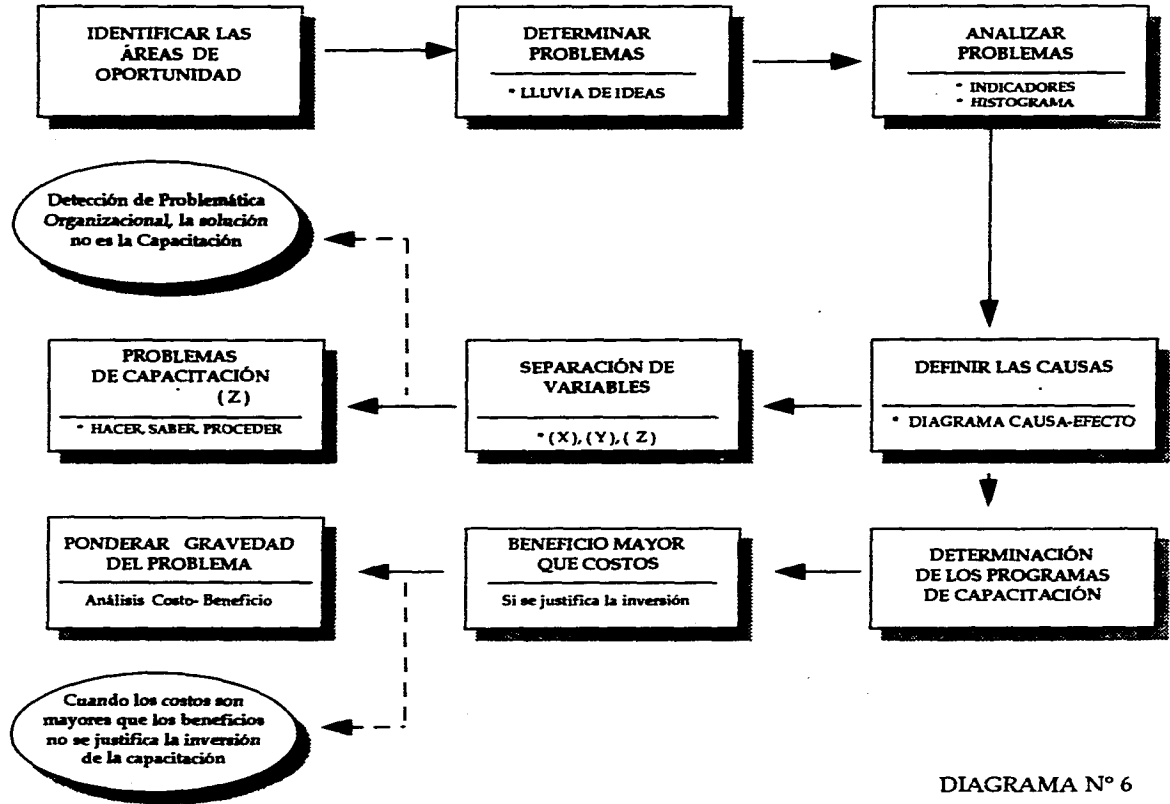 IDENTIFICAR LAS
ÁREAS DE
OPORTUNIDAD
DETERMINAR
PROBLEMAS
* LLUVIA DE IDEAS
ANALIZAR
PROBLEMAS
* INDICADORES
* HISTOGRAMA
Detección de Problemática
Organizacional, la solución
no es la Capacitación
PROBLEMAS
DE CAPACITACIÓN
(Z)
* HACER, SABER, PROCEDER
SEPARACIÓN DE
VARIABLES
* (X), (Y), ( Z)
DEFINIR LAS CAUSAS
* DIAGRAMA CAUSA-EFECTO
PONDERAR GRAVEDAD
DEL PROBLEMA
Análisis Costo- Beneficio
BENEFICIO MAYOR
QUE COSTOS
Si se justifica la inversión
DETERMINACIÓN
DE LOS PROGRAMAS
DE CAPACITACIÓN
Cuando los costos son
mayores que los beneficios
no se justifica la inversión
de la capacitación
DIAGRAMA N° 6